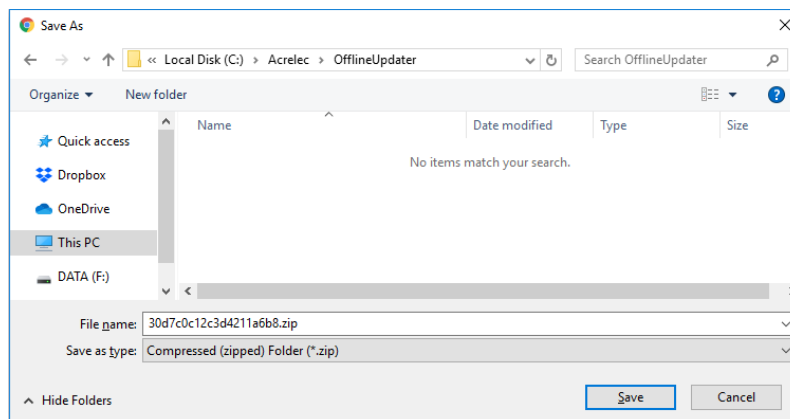 Save As
« Local Disk (C:) › Acrelec › OfflineUpdater
Search OfflineUpdater
Organize
New folder
Name
Date modified
Type
Size
Quick access
No items match your search.
Dropbox
OneDrive
This PC
DATA (F:)
File name: 30d7c0c12c3d4211a6b8.zip
Save as type: Compressed (zipped) Folder (*.zip)
Hide Folders
Save
Cancel